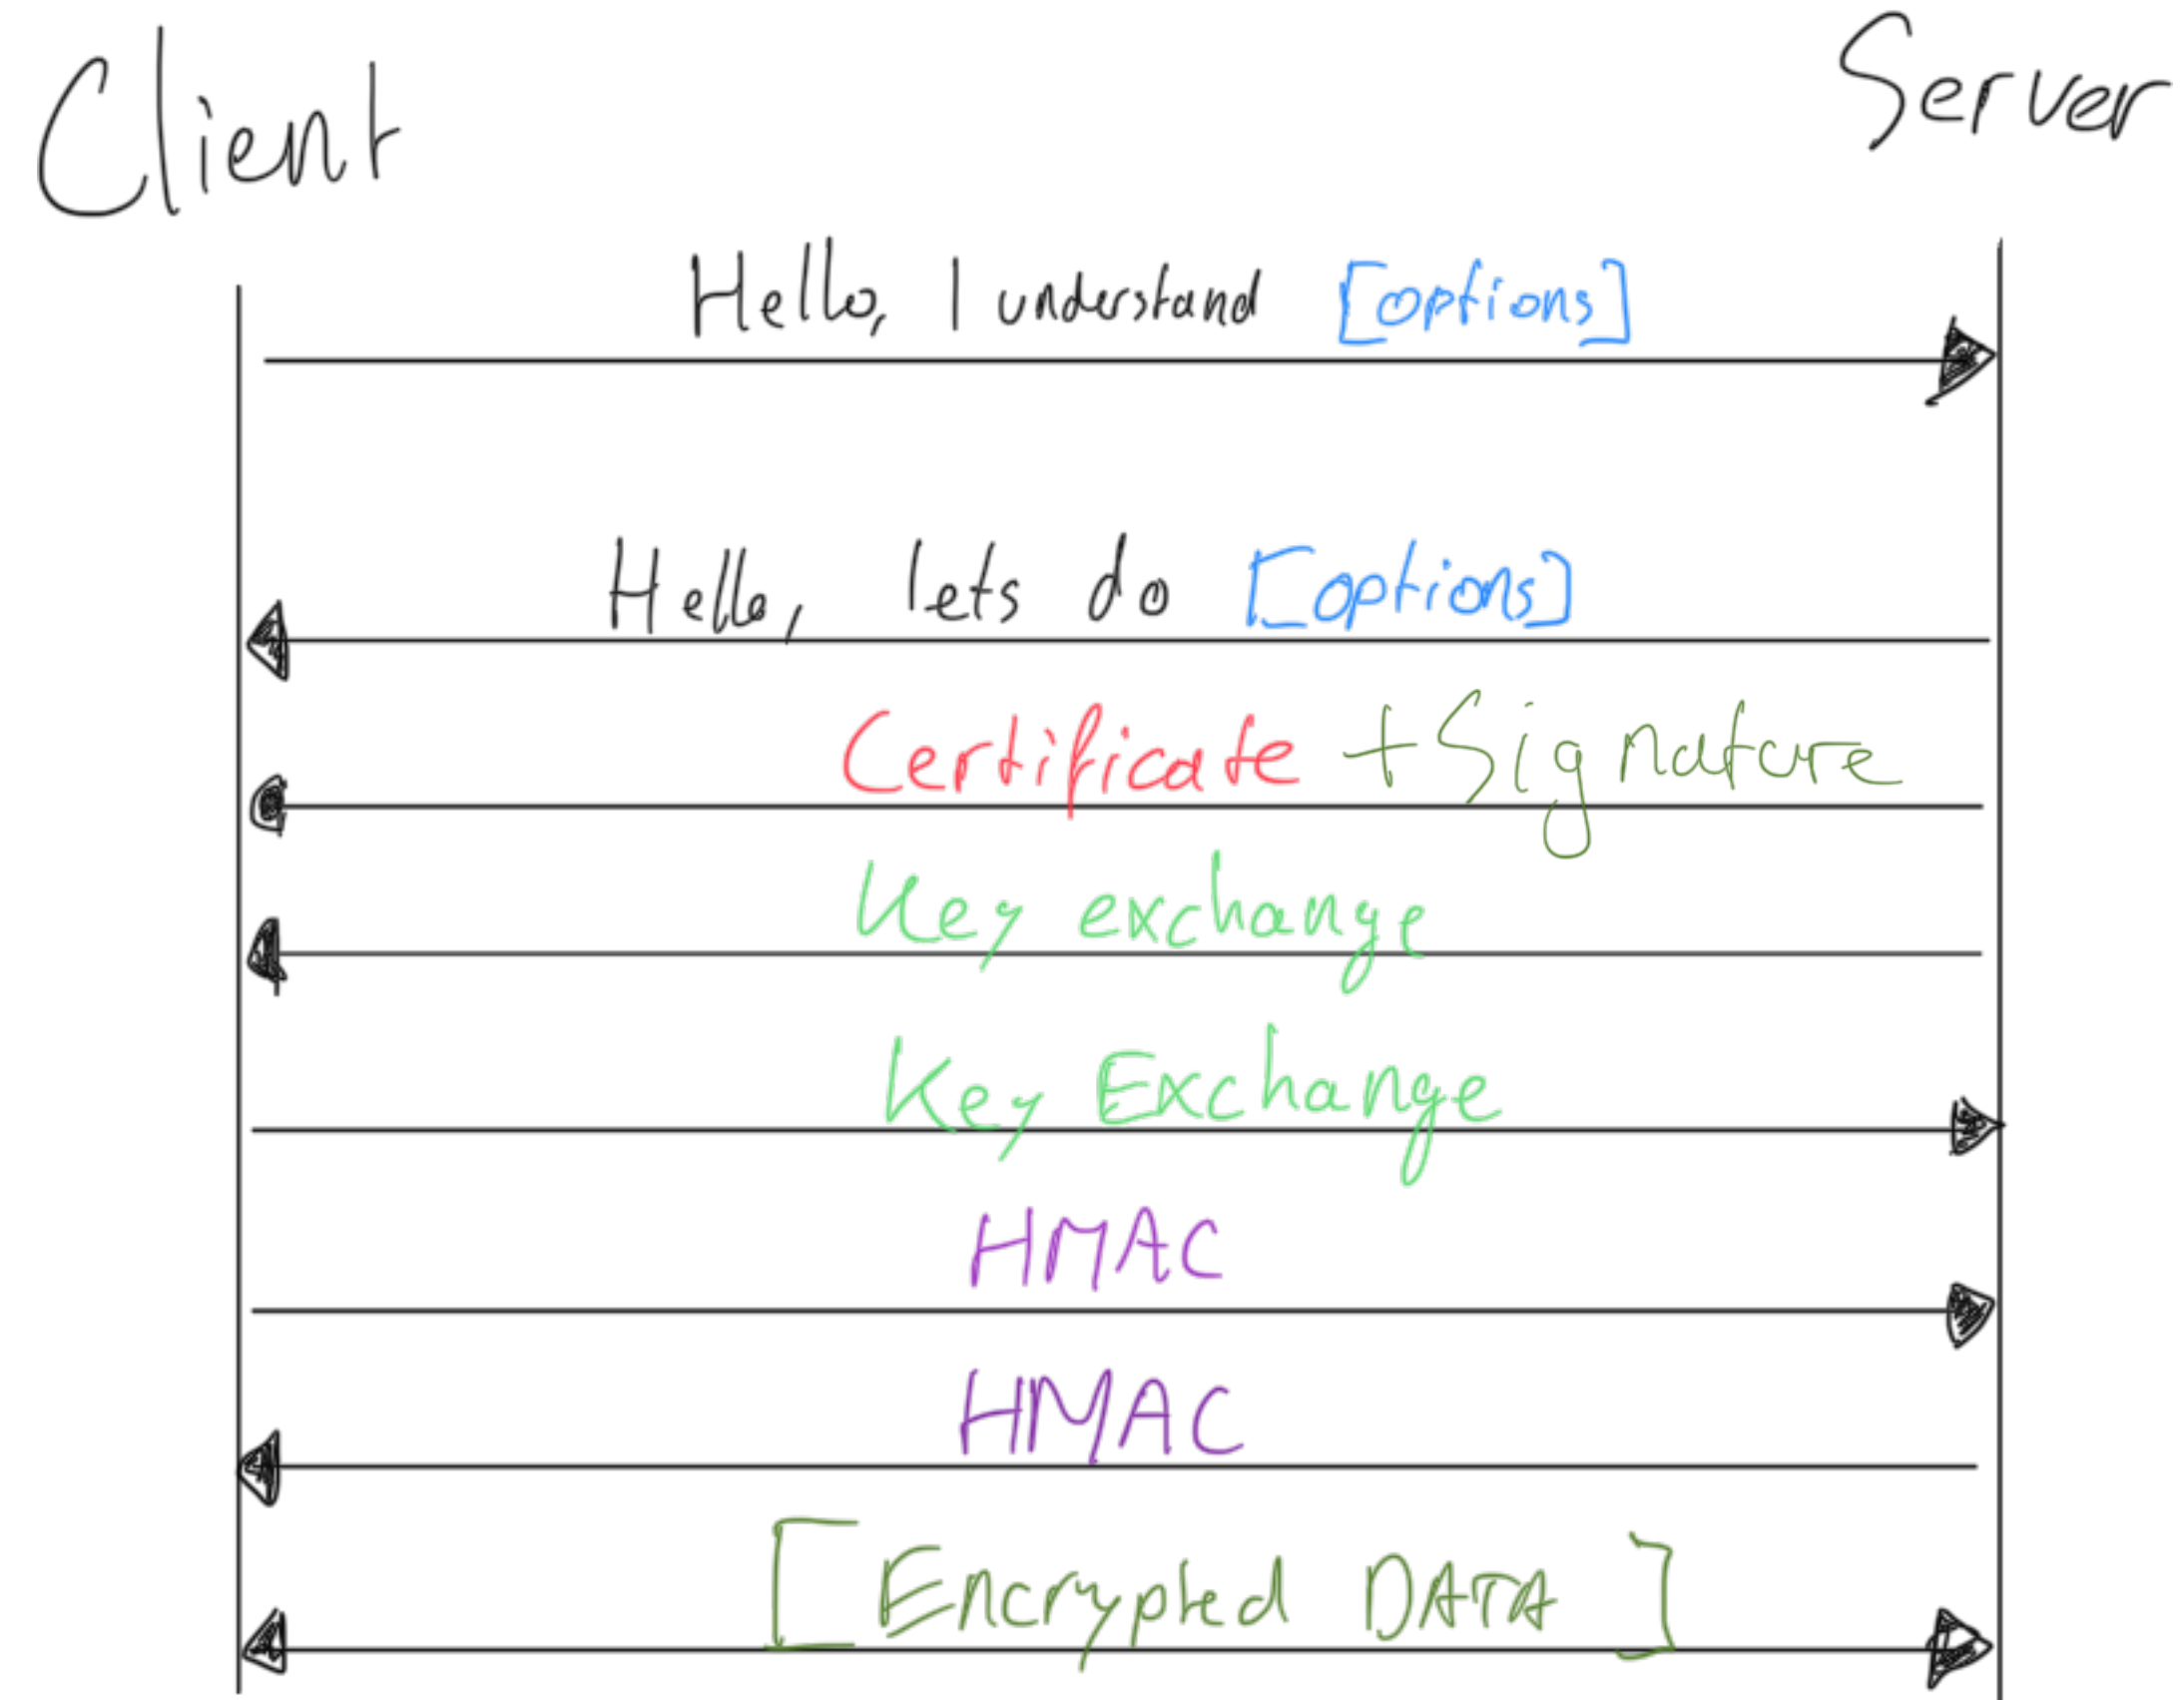 Client
Server
Hello, I understand [options]
Hello, lets do [options]
Certificate + Signature
Key exchange
Key Exchange
HMAC
HMAC
[Encrypted DATA]